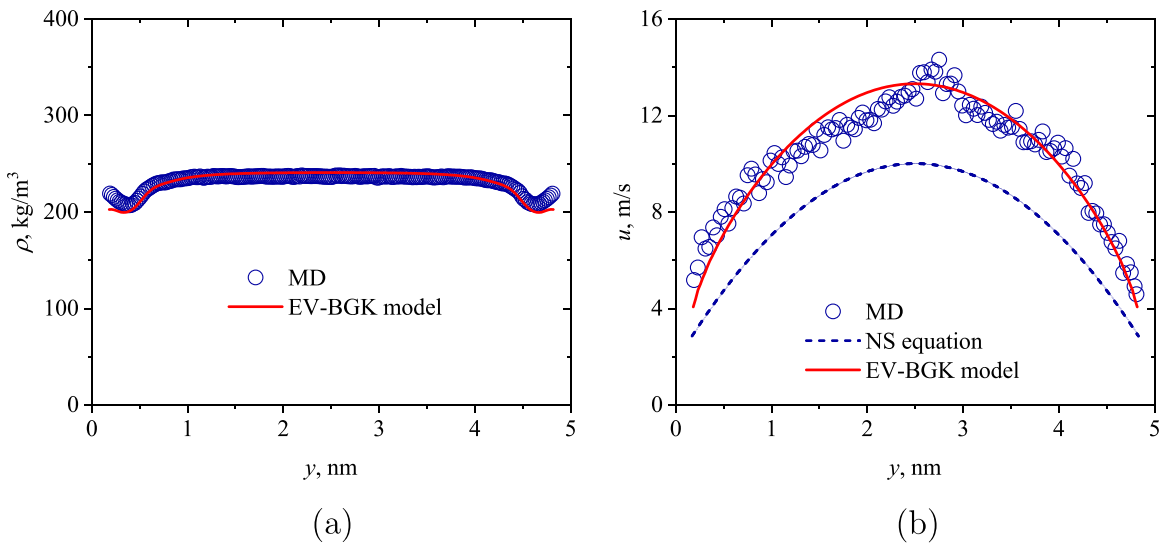 400
300
200
100
0
ρ, kg/m³
MD
EV-BGK model
0 1 2 3 4 5
y, nm
(a)
16
12
8
4
0
u, m/s
MD
NS equation
EV-BGK model
0 1 2 3 4 5
y, nm
(b)